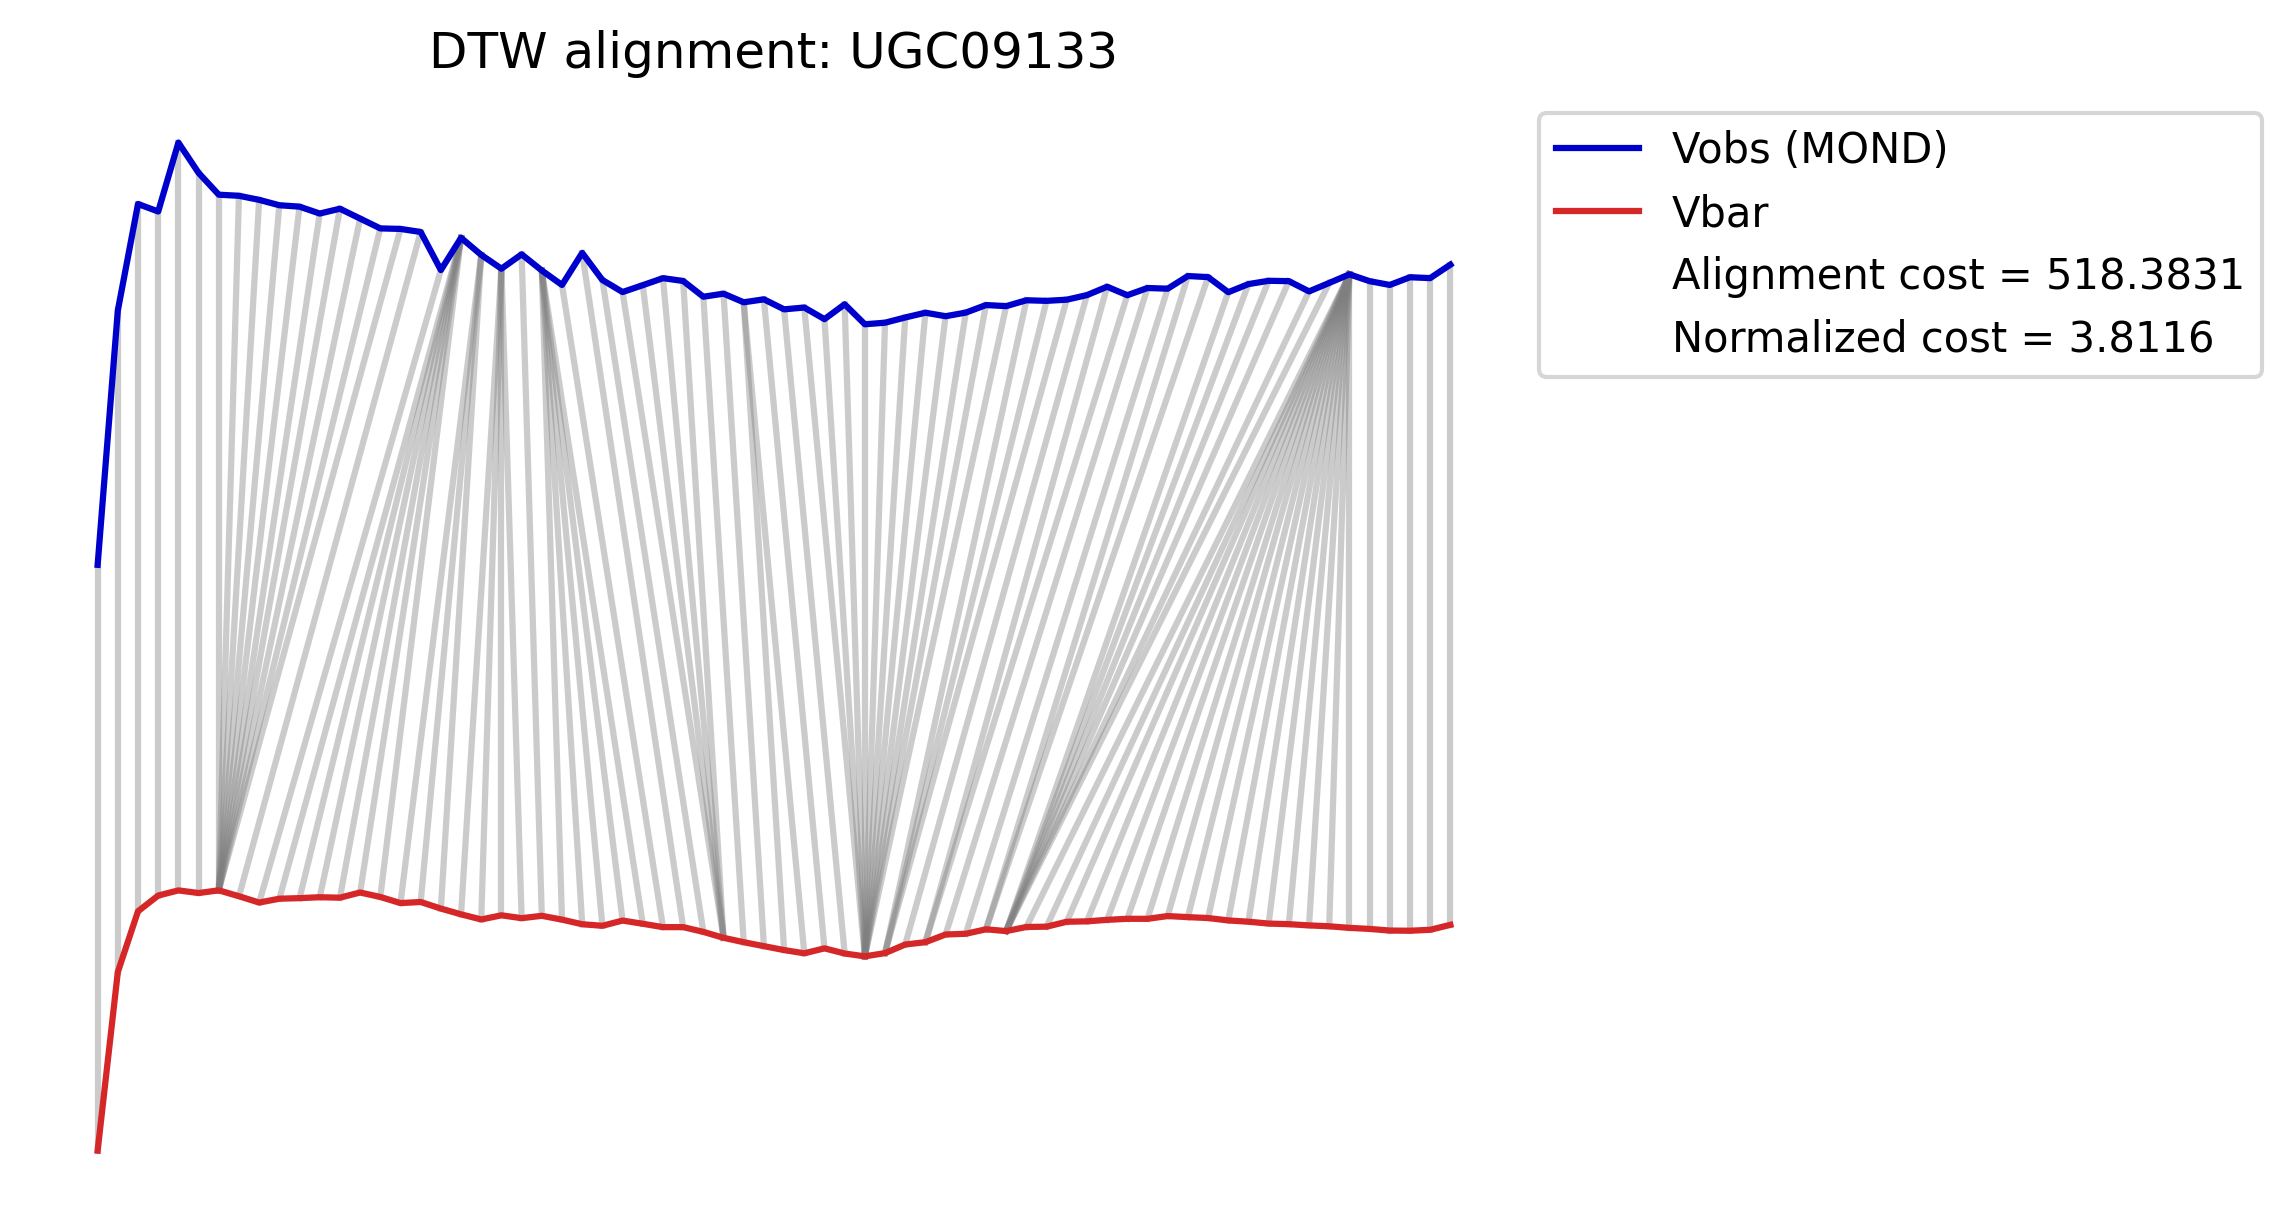 DTW alignment: UGC09133
Vobs (MOND)
Vbar
Alignment cost = 518.3831
Normalized cost = 3.8116